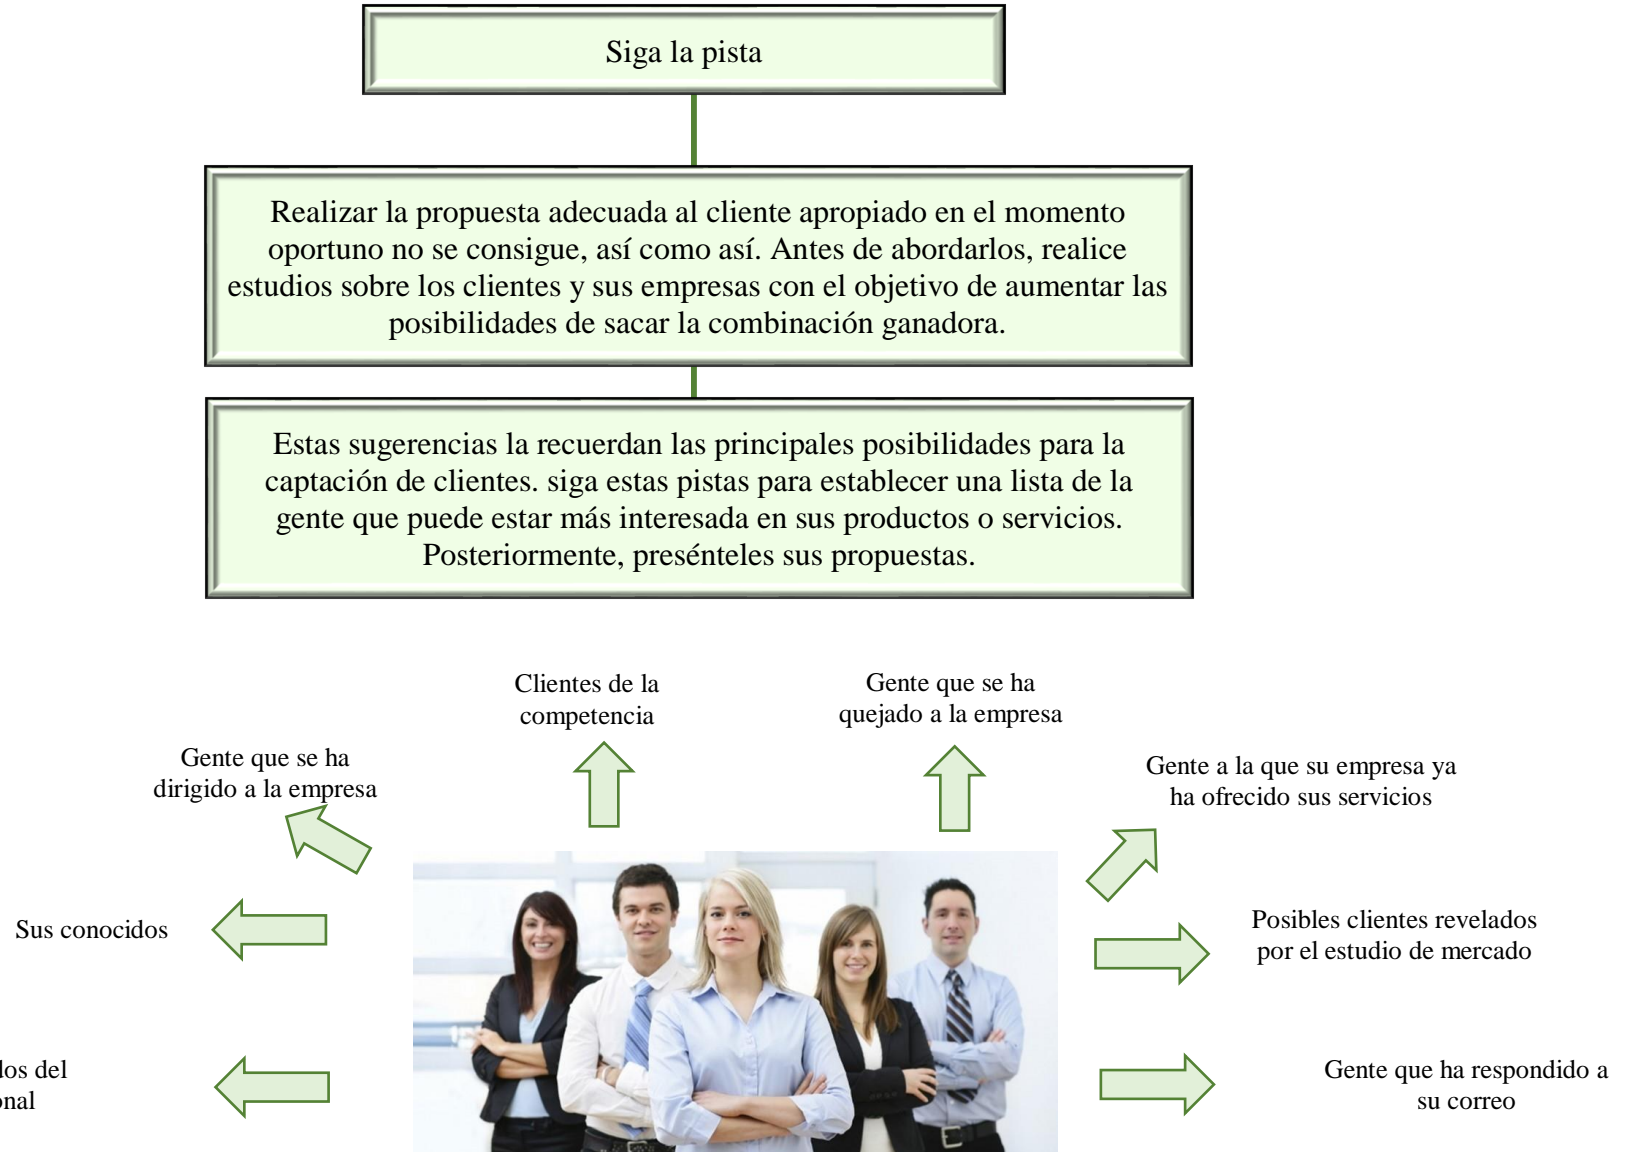 Siga la pista
Realizar la propuesta adecuada al cliente apropiado en el momento
oportuno no se consigue, así como así. Antes de abordarlos, realice
estudios sobre los clientes y sus empresas con el objetivo de aumentar las
posibilidades de sacar la combinación ganadora.
Estas sugerencias la recuerdan las principales posibilidades para la
captación de clientes. siga estas pistas para establecer una lista de la
gente que puede estar más interesada en sus productos o servicios.
Posteriormente, presénteles sus propuestas.
Clientes de la
competencia
Gente que se ha
quejado a la empresa
Gente que se ha
dirigido a la empresa
Gente a la que su empresa ya
ha ofrecido sus servicios
Sus conocidos
Posibles clientes revelados
por el estudio de mercado
del
Gente que ha respondido a
su correo